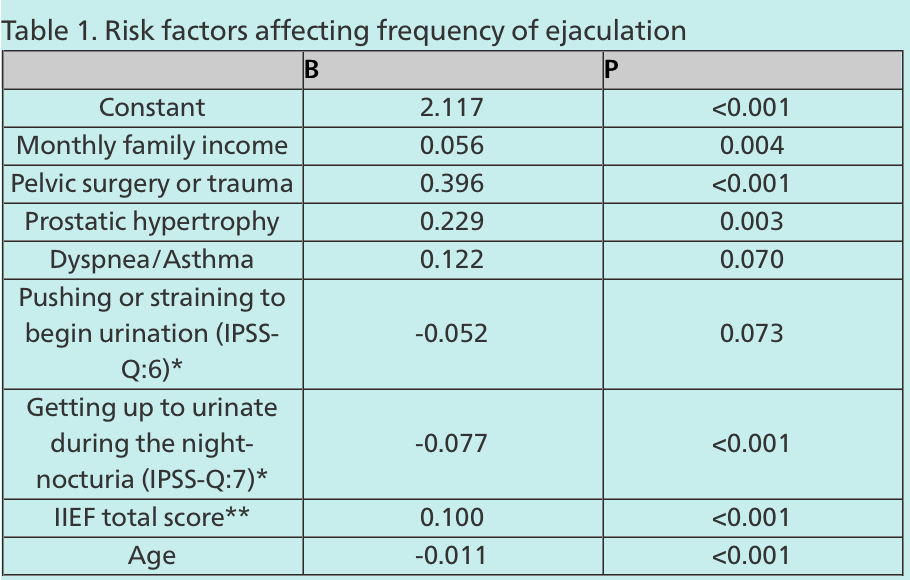 Table 1. Risk factors affecting frequency of ejaculation
B P
Constant 2.117 <0.001
Monthly family income 0.056 0.004
Pelvic surgery or trauma 0.396 <0.001
Prostatic hypertrophy 0.229 0.003
Dyspnea/Asthma 0.122 0.070
Pushing or straining to
begin urination (IPSS-
Q:6)* -0.052 0.073
Getting up to urinate
during the night-
nocturia (IPSS-Q:7)* -0.077 <0.001
IIEF total score** 0.100 <0.001
Age -0.011 <0.001